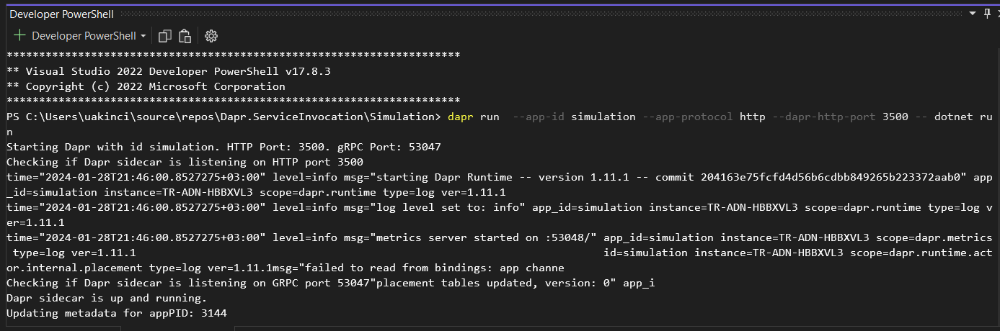 Developer PowerShell
Developer PowerShell
**********************************************************************
** Visual Studio 2022 Developer PowerShell v17.8.3
** Copyright (c) 2022 Microsoft Corporation
**********************************************************************
PS C:\Users\uakinci\source\repos\Dapr.ServiceInvocation\Simulation> dapr run  --app-id simulation --app-protocol http --dapr-http-port 3500 -- dotnet ru
n
Starting Dapr with id simulation. HTTP Port: 3500. gRPC Port: 53047
Checking if Dapr sidecar is listening on HTTP port 3500
time="2024-01-28T21:46:00.8527275+03:00" level=info msg="starting Dapr Runtime -- version 1.11.1 -- commit 204163e75fcfd4d56b6cdbb849265b223372aab0" app
_id=simulation instance=TR-ADN-HBBXVL3 scope=dapr.runtime type=log ver=1.11.1
time="2024-01-28T21:46:00.8527275+03:00" level=info msg="log level set to: info" app_id=simulation instance=TR-ADN-HBBXVL3 scope=dapr.runtime type=log v
er=1.11.1
time="2024-01-28T21:46:00.8527275+03:00" level=info msg="metrics server started on :53048/" app_id=simulation instance=TR-ADN-HBBXVL3 scope=dapr.metrics
 type=log ver=1.11.1                                                                        id=simulation instance=TR-ADN-HBBXVL3 scope=dapr.runtime.act
or.internal.placement type=log ver=1.11.1msg="failed to read from bindings: app channe
Checking if Dapr sidecar is listening on GRPC port 53047"placement tables updated, version: 0" app_i
Dapr sidecar is up and running.
Updating metadata for appPID: 3144